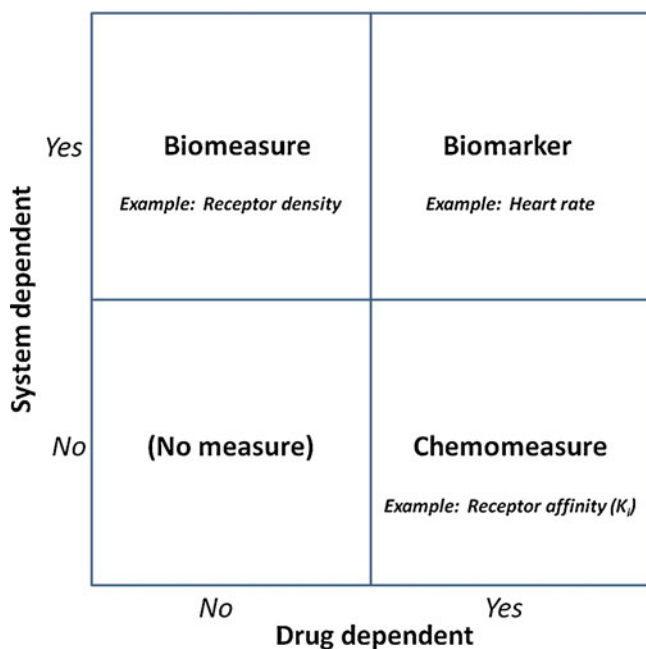 Yes
Biomeasure
Biomarker
Example: Receptor density
Example: Heart rate
System dependent
No
(No measure)
Chemomeasure
Example: Receptor affinity (Ki)
No
Yes
Drug dependent